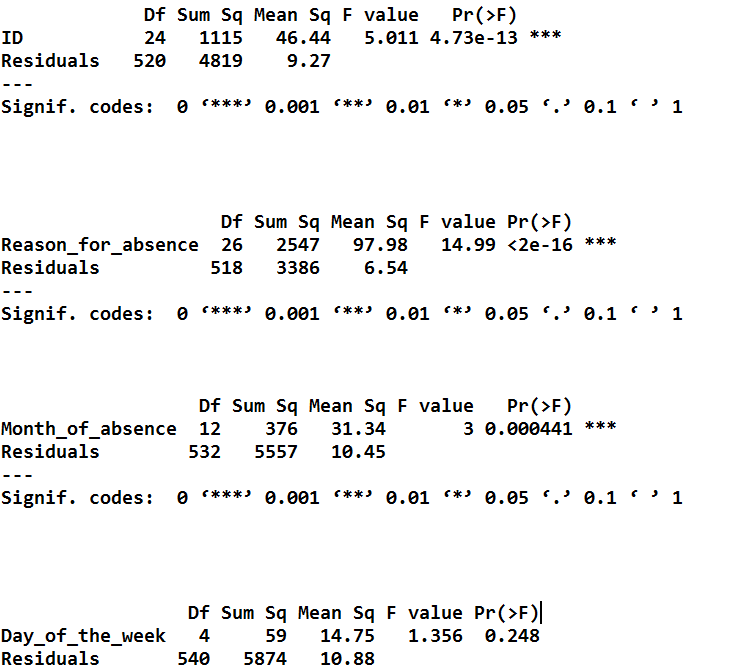 Df Sum Sq Mean Sq F value   Pr(>F)
ID           24   1115   46.44   5.011 4.73e-13 ***
Residuals   520   4819    9.27
---
Signif. codes:  0 ‘***’ 0.001 ‘**’ 0.01 ‘*’ 0.05 ‘.’ 0.1 ‘ ’ 1
Df Sum Sq Mean Sq F value Pr(>F)
Reason_for_absence  26   2547   97.98   14.99 <2e-16 ***
Residuals          518   3386    6.54
---
Signif. codes:  0 ‘***’ 0.001 ‘**’ 0.01 ‘*’ 0.05 ‘.’ 0.1 ‘ ’ 1
Df Sum Sq Mean Sq F value   Pr(>F)
Month_of_absence  12    376   31.34       3 0.000441 ***
Residuals        532   5557   10.45
---
Signif. codes:  0 ‘***’ 0.001 ‘**’ 0.01 ‘*’ 0.05 ‘.’ 0.1 ‘ ’ 1
Df Sum Sq Mean Sq F value Pr(>F)
Day_of_the_week   4     59   14.75   1.356  0.248
Residuals       540   5874   10.88